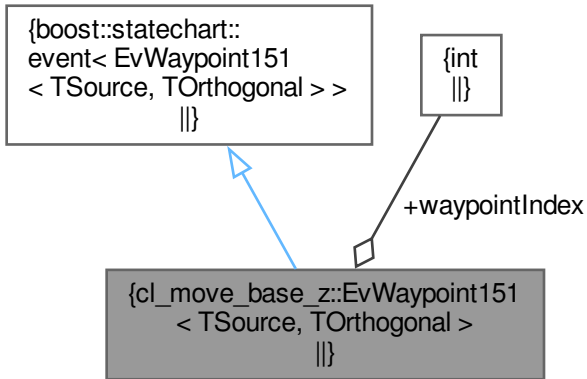 {boost::statechart::
event< EvWaypoint151
< TSource, TOrthogonal > >
||}
{int
||}
+waypointIndex
{cl_move_base_z::EvWaypoint151
< TSource, TOrthogonal >
||}